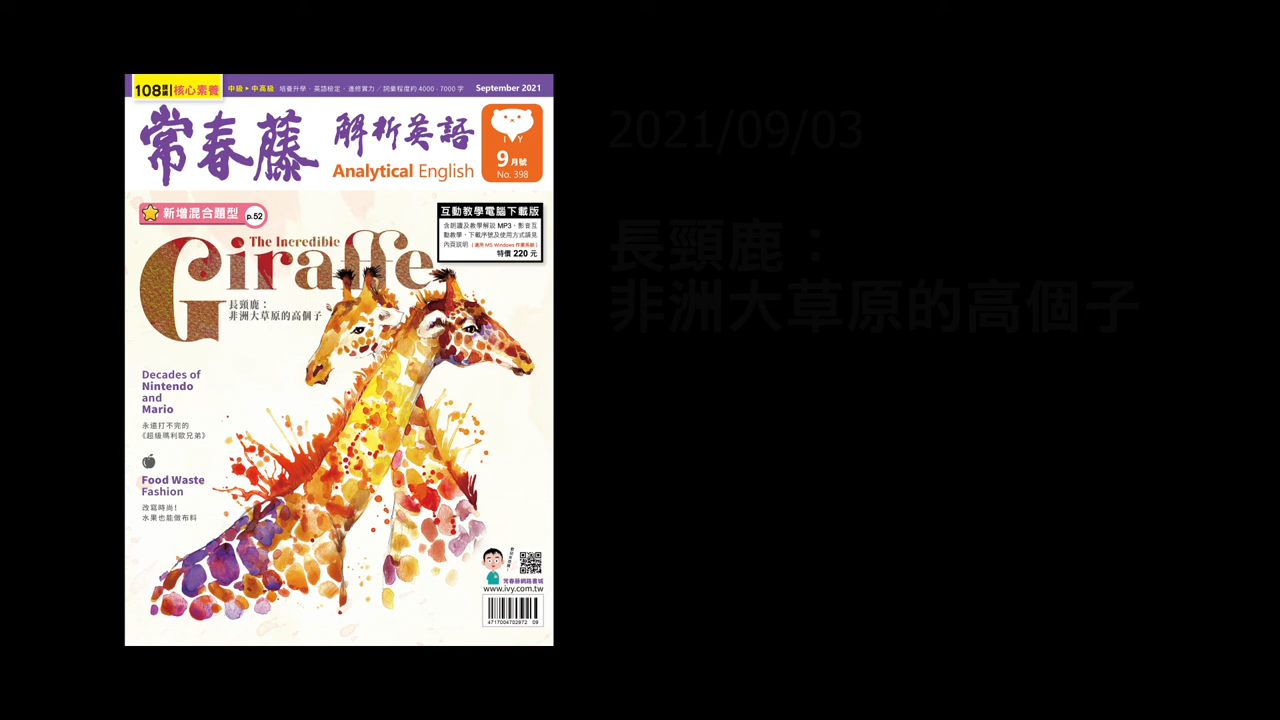 108課綱 核心素養
中級 ▸ 中高級 培養升學、英語檢定、進修實力 / 詞彙程度約 4000 - 7000 字
September 2021
常春藤 解析英語
Analytical English
IVY
9月號
No. 398
新增混合題型 p.52
互動教學電腦下載版
含朗讀及教學解說 MP3,影音互
動教學,下載序號及使用方式請見
內頁說明 (適用 MS Windows 作業系統)
特價 220 元
The Incredible
Giraffe
長頸鹿:
非洲大草原的高個子
Decades of
Nintendo
and
Mario
永遠打不完的
《超級瑪利歐兄弟》
Food Waste
Fashion
改寫時尚!
水果也能做布料
常春藤網路書城
www.ivy.com.tw
4717004702972 09
2021/09/03
長頸鹿:
非洲大草原的高個子